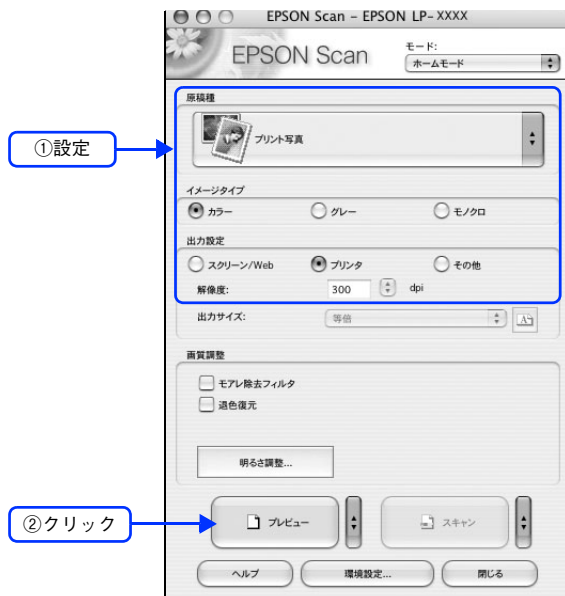 EPSON Scan - EPSON LP-XXXX
EPSON Scan
モード:
ホームモード
原稿種
①設定
プリント写真
イメージタイプ
カラー グレー モノクロ
出力設定
スクリーン/Web プリンタ その他
解像度: 300 dpi
出力サイズ: 等倍
画質調整
モアレ除去フィルタ
退色復元
明るさ調整...
②クリック
プレビュー スキャン
ヘルプ 環境設定... 閉じる